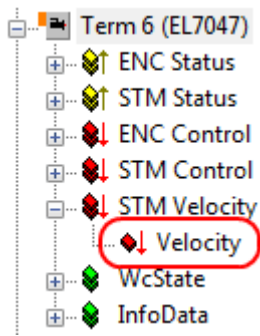 Term 6 (EL7047)
ENC Status
STM Status
ENC Control
STM Control
STM Velocity
Velocity
WcState
InfoData